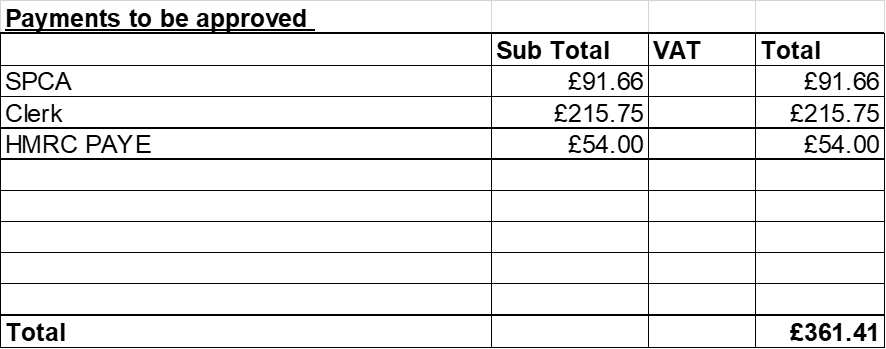 Payments to be approved
Sub Total VAT Total
SPCA £91.66 £91.66
Clerk £215.75 £215.75
HMRC PAYE £54.00 £54.00
Total £361.41